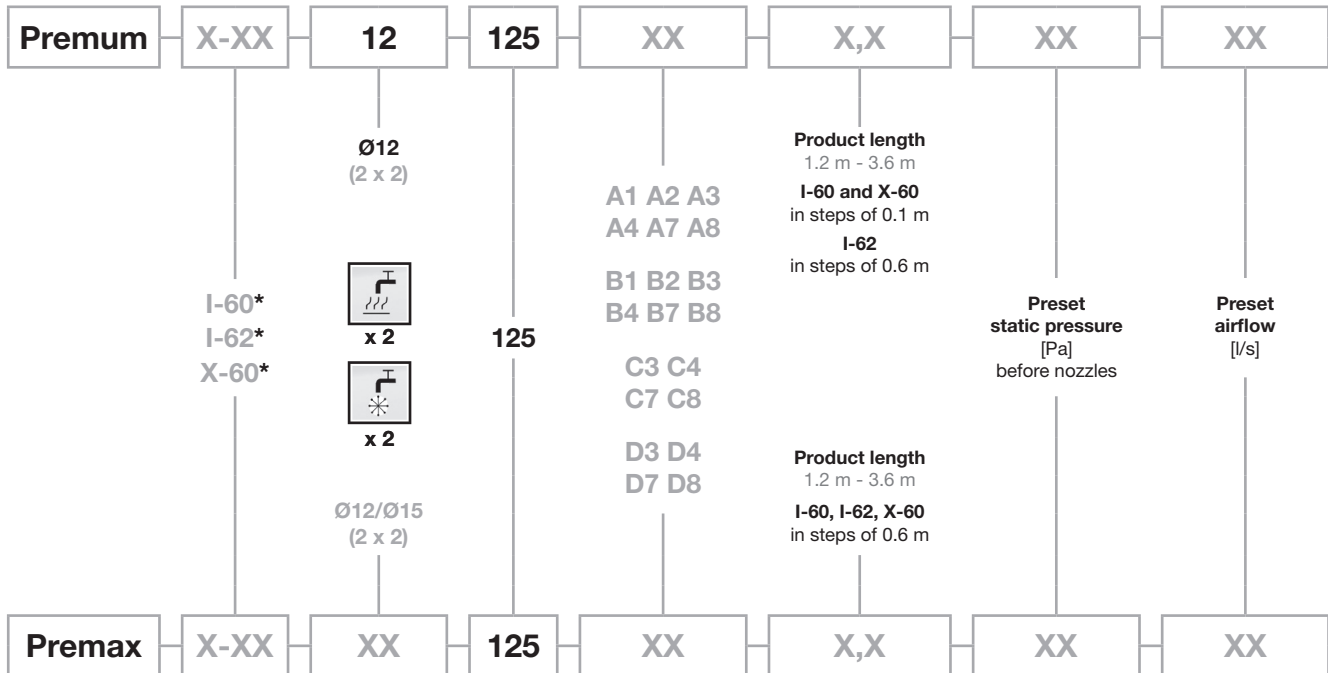 Premum X-XX 12 125 XX X,X XX XX
I-60*
I-62*
X-60*
Ø12
(2 x 2)
x 2
x 2
Ø12/Ø15
(2 x 2)
125
A1 A2 A3
A4 A7 A8
B1 B2 B3
B4 B7 B8
C3 C4
C7 C8
D3 D4
D7 D8
Product length
1.2 m - 3.6 m
I-60 and X-60
in steps of 0.1 m
I-62
in steps of 0.6 m
Product length
1.2 m - 3.6 m
I-60, I-62, X-60
in steps of 0.6 m
Preset
static pressure
[Pa]
before nozzles
Preset
airflow
[l/s]
Premax X-XX XX 125 XX X,X XX XX